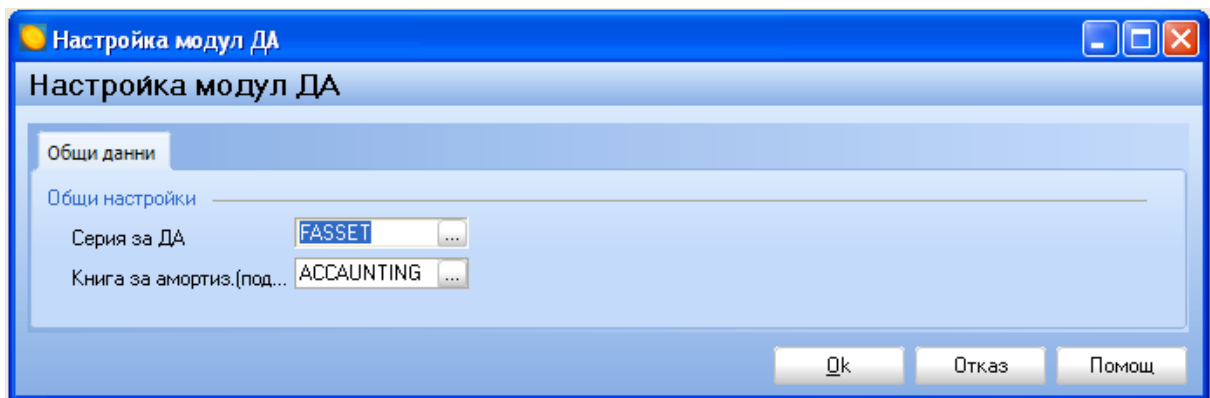 Настройка модул ДА
Настройка модул ДА
Общи данни
Общи настройки
Серия за ДА FASSET ...
Книга за амортиз.(под... ACCAUNTING ...
Ok Отказ Помощ